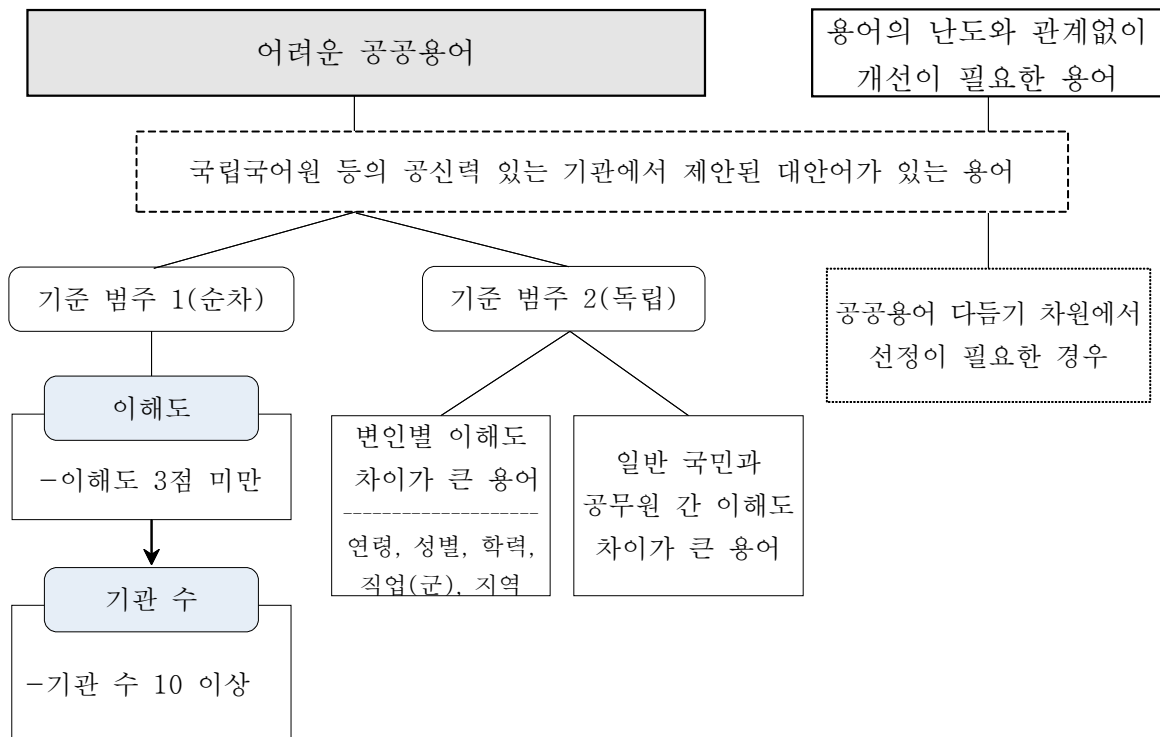 어려운 공공용어
용어의 난도와 관계없이
개선이 필요한 용어
국립국어원 등의 공신력 있는 기관에서 제안된 대안어가 있는 용어
기준 범주 1(순차)
기준 범주 2(독립)
공공용어 다듬기 차원에서
선정이 필요한 경우
이해도
-이해도 3점 미만
기관 수
-기관 수 10 이상
변인별 이해도
차이가 큰 용어
연령, 성별, 학력,
직업(군), 지역
일반 국민과
공무원 간 이해도
차이가 큰 용어